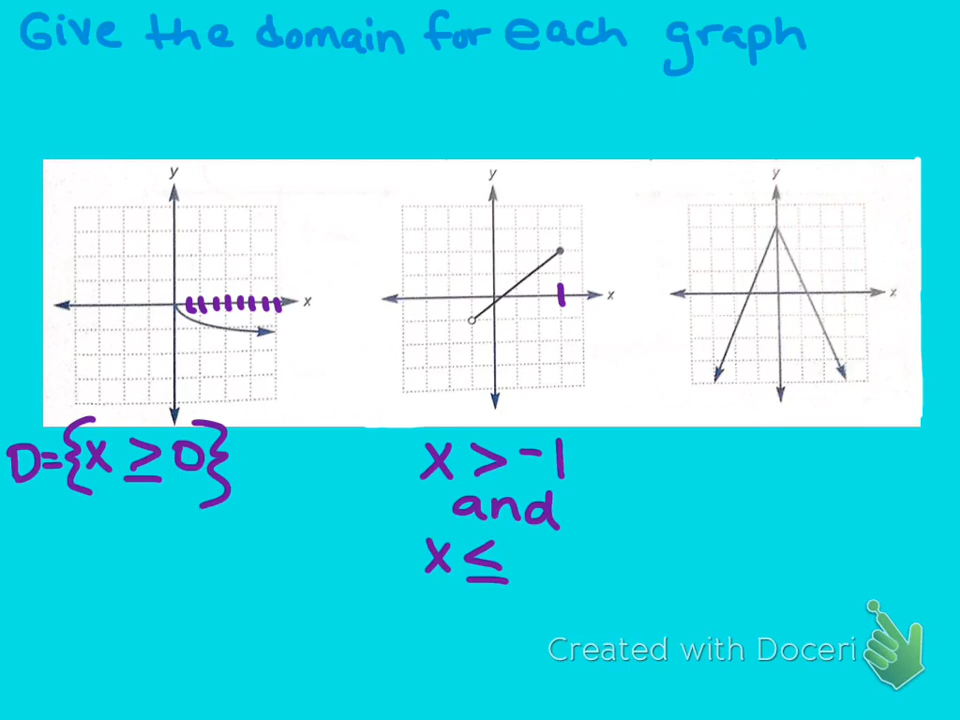 Give the domain for each graph
y
y
y
x
x
x
D={x ≥ 0}
x > -1
and
x ≤
Created with Doceri